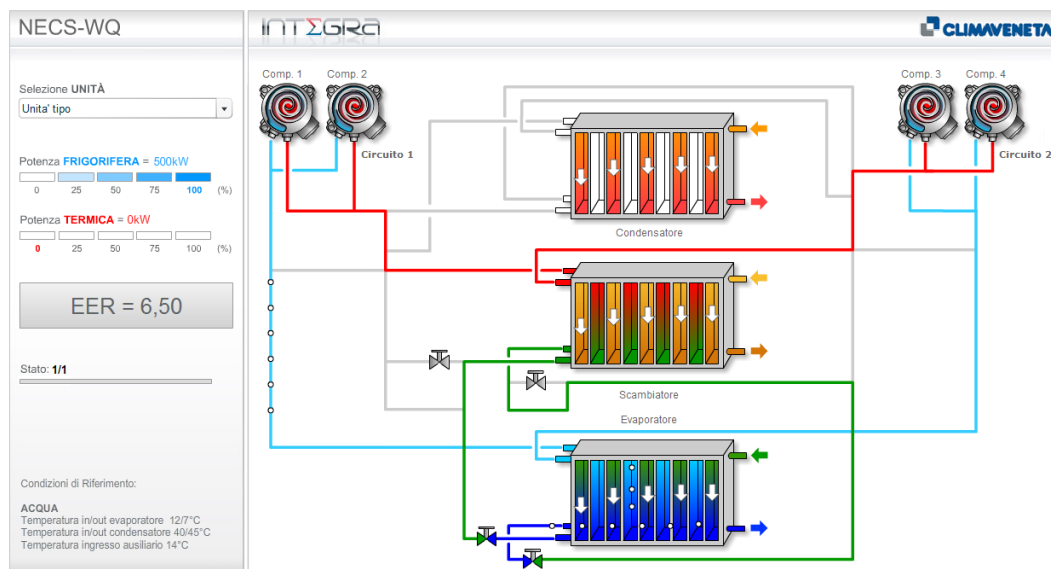 NECS-WQ
INTΣGRA
CLIMAVENETA
Selezione UNITÀ
Unita' tipo
Potenza FRIGORIFERA = 500kW
0 25 50 75 100 (%)
Potenza TERMICA = 0kW
0 25 50 75 100 (%)
EER = 6,50
Stato: 1/1
Condizioni di Riferimento:
ACQUA
Temperatura in/out evaporatore 12/7°C
Temperatura in/out condensatore 40/45°C
Temperatura ingresso ausiliario 14°C
Comp. 1
Comp. 2
Comp. 3
Comp. 4
Circuito 1
Circuito 2
Condensatore
Scambiatore
Evaporatore